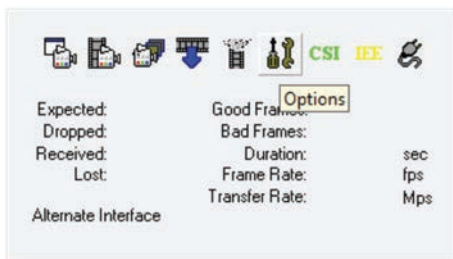 CSI IEE
Options
Expected: Good Frames:
Dropped: Bad Frames:
Received: Duration: sec
Lost: Frame Rate: fps
Transfer Rate: Mps
Alternate Interface